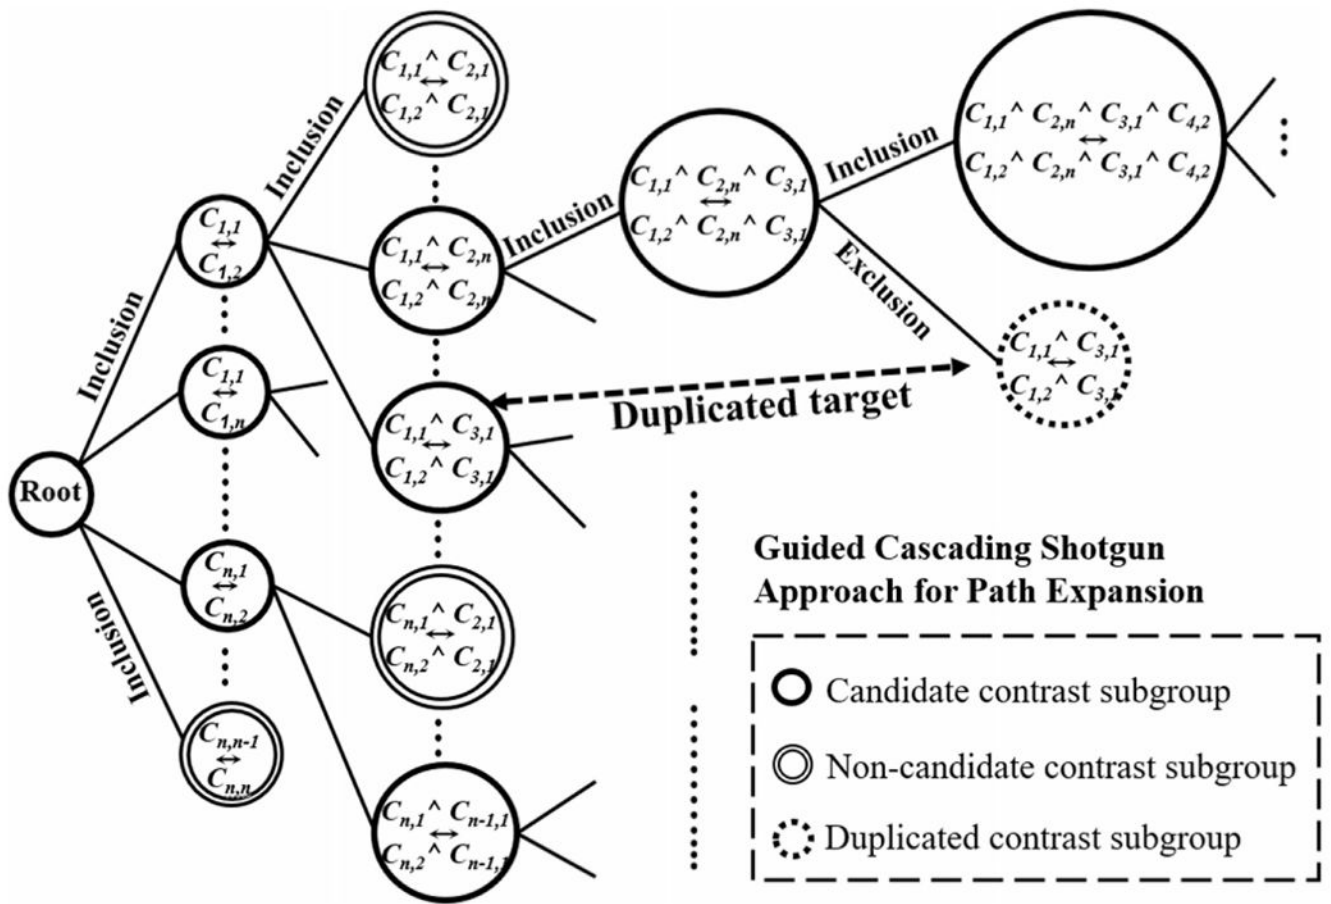 Root
Inclusion
Inclusion
C1,1
↔
C1,2
C1,1
↔
C1,n
Cn,1
↔
Cn,2
Cn,n-1
↔
Cn,n
Inclusion
C1,1 ^ C2,1
↔
C1,2 ^ C2,1
C1,1 ^ C2,n
↔
C1,2 ^ C2,n
C1,1 ^ C3,1
↔
C1,2 ^ C3,1
Cn,1 ^ C2,1
↔
Cn,2 ^ C2,1
Cn,1 ^ Cn-1,1
↔
Cn,2 ^ Cn-1,1
Inclusion
C1,1 ^ C2,n ^ C3,1
↔
C1,2 ^ C2,n ^ C3,1
Inclusion
Exclusion
C1,1 ^ C2,n ^ C3,1 ^ C4,2
↔
C1,2 ^ C2,n ^ C3,1 ^ C4,2
C1,1 ^ C3,1
↔
C1,2 ^ C3,1
Duplicated target
Guided Cascading Shotgun
Approach for Path Expansion
Candidate contrast subgroup
Non-candidate contrast subgroup
Duplicated contrast subgroup